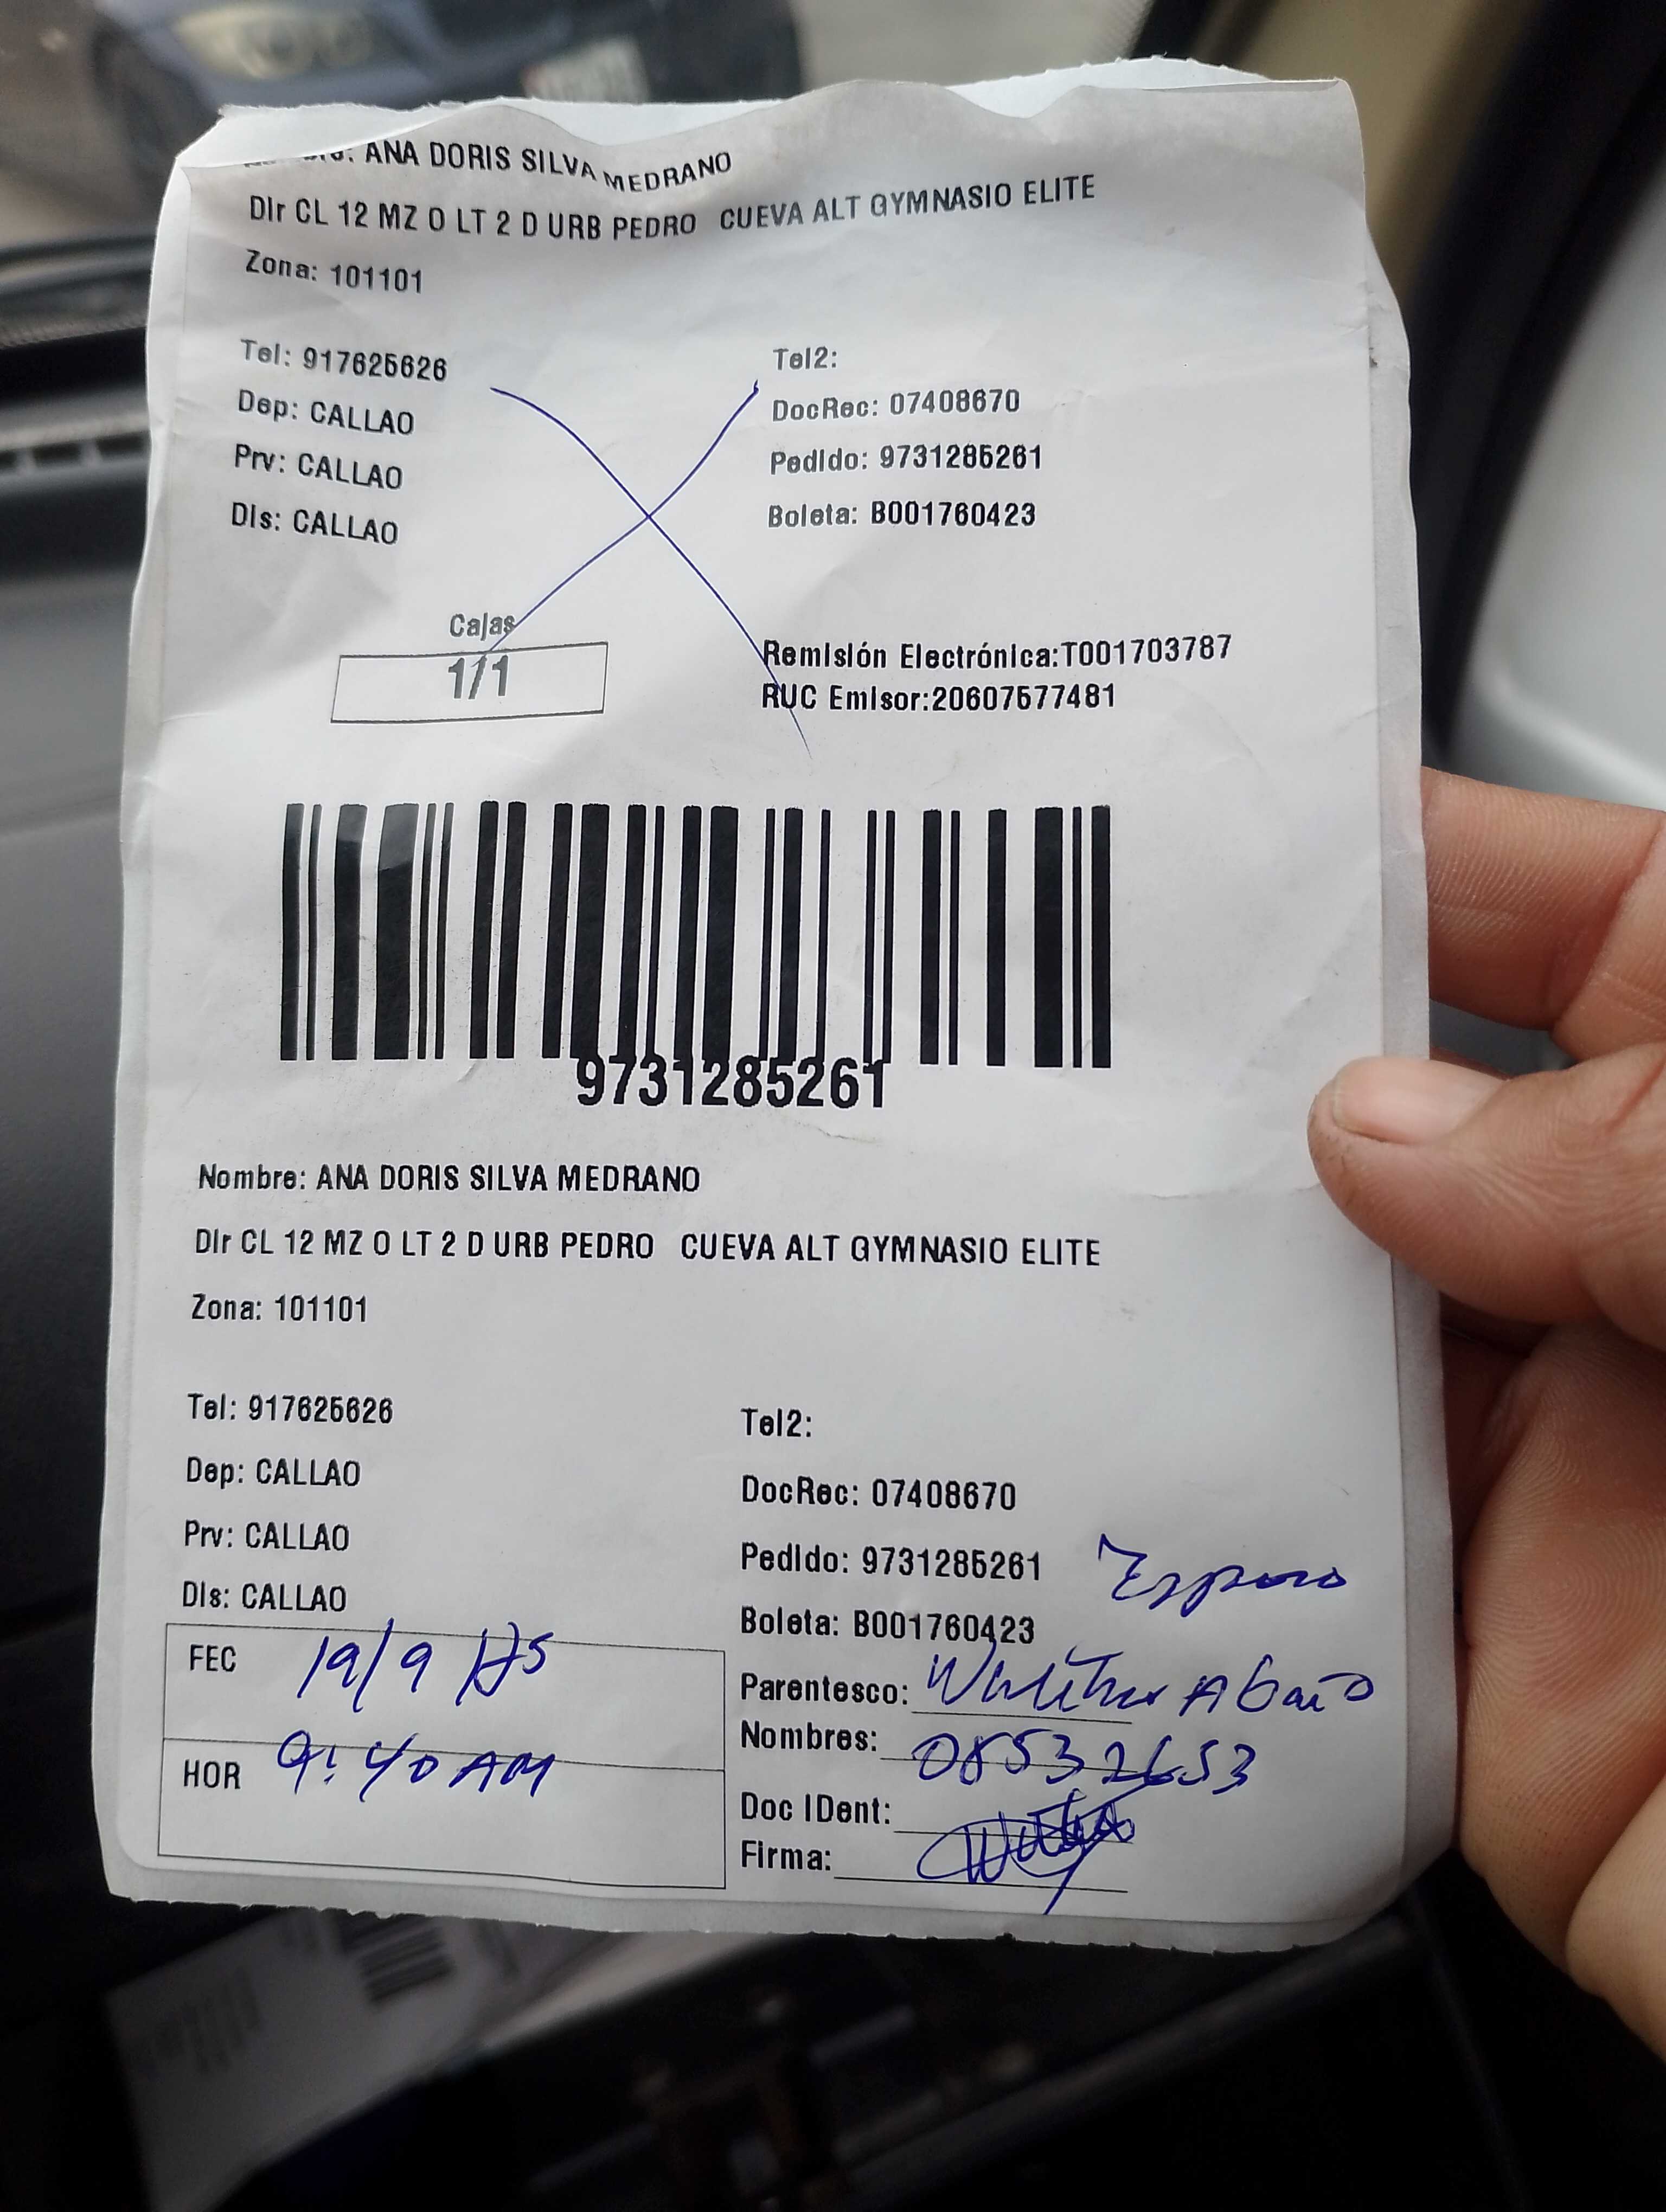 ANA DORIS SILVA MEDRANO
Dir CL 12 MZ O LT 2 D URB PEDRO CUEVA ALT GYMNASIO ELITE
Zona: 101101
Tel: 917625626 Tel2:
Dep: CALLAO DocRec: 07408670
Prv: CALLAO Pedido: 9731285261
Dis: CALLAO Boleta: B001760423
Cajas
1/1
Remisión Electrónica:T001703787
RUC Emisor:20607577481
9731285261
Nombre: ANA DORIS SILVA MEDRANO
Dir CL 12 MZ O LT 2 D URB PEDRO CUEVA ALT GYMNASIO ELITE
Zona: 101101
Tel: 917625626 Tel2:
Dep: CALLAO DocRec: 07408670
Prv: CALLAO Pedido: 9731285261 Esposo
Dis: CALLAO Boleta: B001760423
FEC 19/9
Parentesco:
Nombres: 08532653
HOR 9:40 AM
Doc IDent:
Firma: